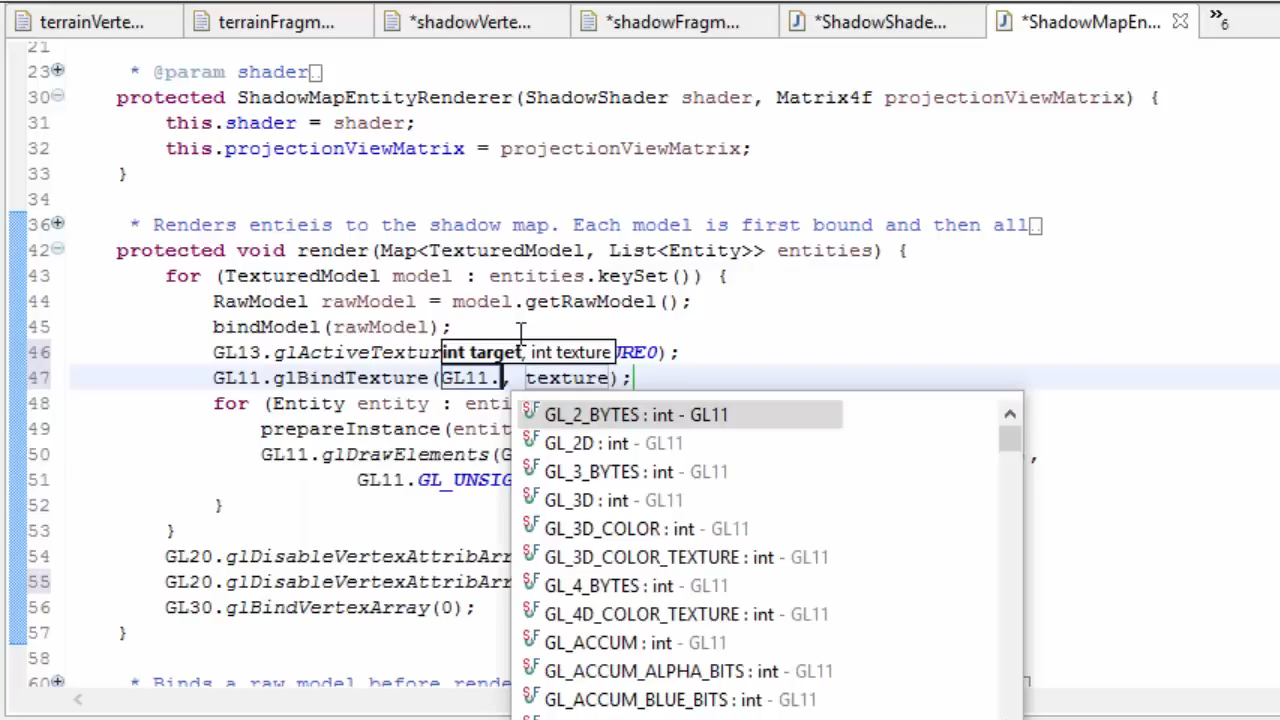 terrainVerte... terrainFragm... *shadowVerte... *shadowFragm... *ShadowShade... *ShadowMapEn... »6
21
23 * @param shader
30 protected ShadowMapEntityRenderer(ShadowShader shader, Matrix4f projectionViewMatrix) {
31 this.shader = shader;
32 this.projectionViewMatrix = projectionViewMatrix;
33 }
34
36 * Renders entieis to the shadow map. Each model is first bound and then all
42 protected void render(Map<TexturedModel, List<Entity>> entities) {
43 for (TexturedModel model : entities.keySet()) {
44 RawModel rawModel = model.getRawModel();
45 bindModel(rawModel);
46 GL13.glActiveTextur int target, int texture URE0);
47 GL11.glBindTexture(GL11., texture);
48 for (Entity entity : enti
49 prepareInstance(entit
50 GL11.glDrawElements(G ,
51 GL11.GL_UNSIG
52 }
53 }
54 GL20.glDisableVertexAttribArr
55 GL20.glDisableVertexAttribArr
56 GL30.glBindVertexArray(0);
57 }
58
60 * Binds a raw model before rende
GL_2_BYTES : int - GL11
GL_2D : int - GL11
GL_3_BYTES : int - GL11
GL_3D : int - GL11
GL_3D_COLOR : int - GL11
GL_3D_COLOR_TEXTURE : int - GL11
GL_4_BYTES : int - GL11
GL_4D_COLOR_TEXTURE : int - GL11
GL_ACCUM : int - GL11
GL_ACCUM_ALPHA_BITS : int - GL11
GL_ACCUM_BLUE_BITS : int - GL11